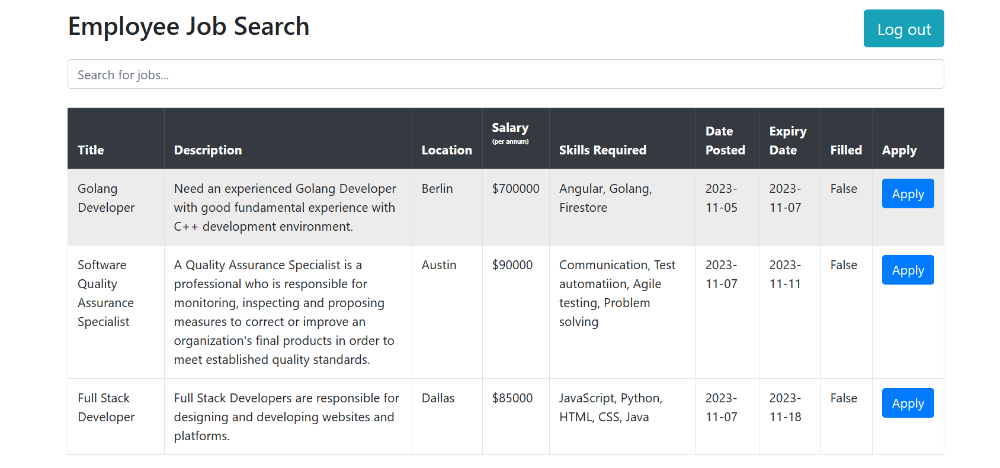 Employee Job Search
Log out
Search for jobs...
Title
Description
Location
Salary
(per annum)
Skills Required
Date
Posted
Expiry
Date
Filled
Apply
Golang
Developer
Need an experienced Golang Developer
with good fundamental experience with
C++ development environment.
Berlin
$700000
Angular, Golang,
Firestore
2023-
11-05
2023-
11-07
False
Apply
Software
Quality
Assurance
Specialist
A Quality Assurance Specialist is a
professional who is responsible for
monitoring, inspecting and proposing
measures to correct or improve an
organization's final products in order to
meet established quality standards.
Austin
$90000
Communication, Test
automatiion, Agile
testing, Problem
solving
2023-
11-07
2023-
11-11
False
Apply
Full Stack
Developer
Full Stack Developers are responsible for
designing and developing websites and
platforms.
Dallas
$85000
JavaScript, Python,
HTML, CSS, Java
2023-
11-07
2023-
11-18
False
Apply